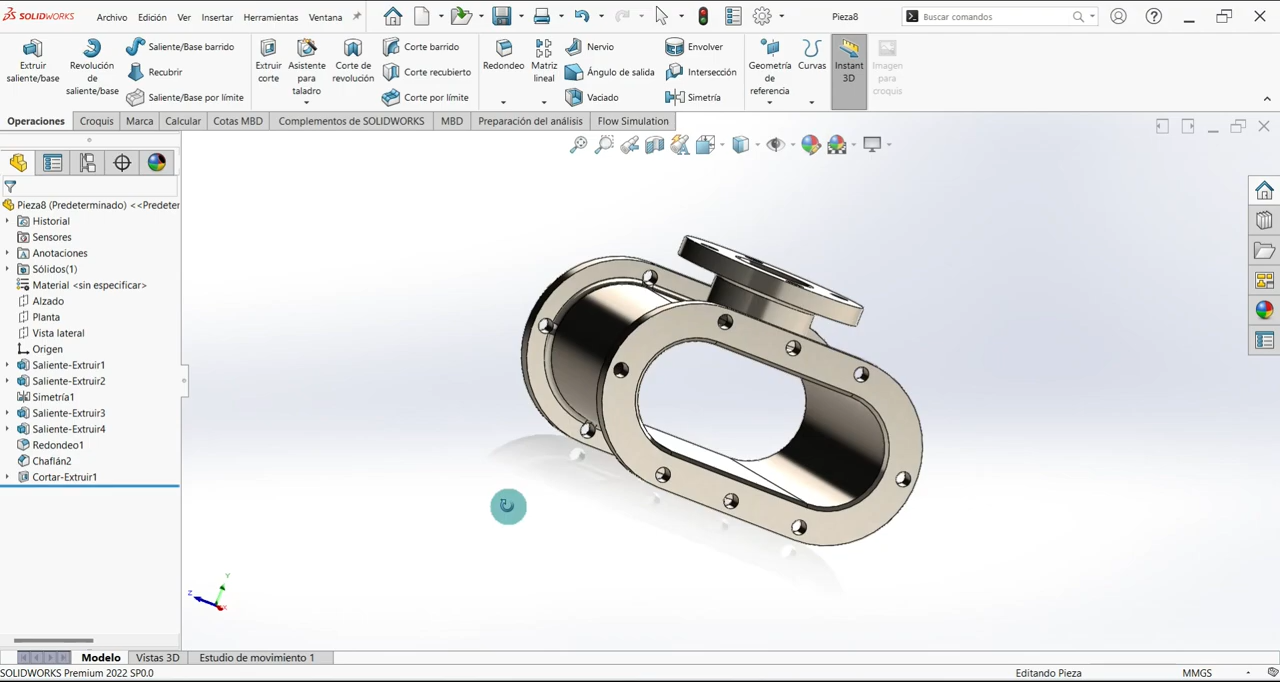 SOLIDWORKS
Archivo Edición Ver Insertar Herramientas Ventana
Pieza8
Buscar comandos
Extruir saliente/base
Revolución de saliente/base
Saliente/Base barrido
Recubrir
Saliente/Base por límite
Extruir corte
Asistente para taladro
Corte de revolución
Corte barrido
Corte recubierto
Corte por límite
Redondeo
Matriz lineal
Nervio
Ángulo de salida
Vaciado
Envolver
Intersección
Simetría
Geometría de referencia
Curvas
Instant 3D
Imagen para croquis
Operaciones Croquis Marca Calcular Cotas MBD Complementos de SOLIDWORKS MBD Preparación del análisis Flow Simulation
Pieza8 (Predeterminado) <<Predeter
Historial
Sensores
Anotaciones
Sólidos(1)
Material <sin especificar>
Alzado
Planta
Vista lateral
Origen
Saliente-Extruir1
Saliente-Extruir2
Simetría1
Saliente-Extruir3
Saliente-Extruir4
Redondeo1
Chaflán2
Cortar-Extruir1
Y
Z
X
Modelo Vistas 3D Estudio de movimiento 1
SOLIDWORKS Premium 2022 SP0.0
Editando Pieza
MMGS